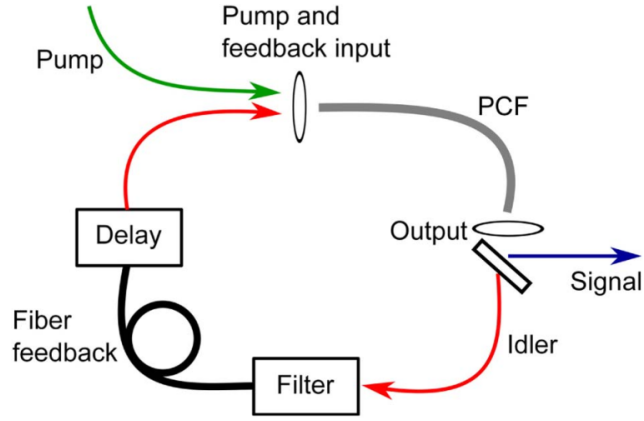 Pump and
feedback input
Pump
PCF
Output
Delay
Signal
Fiber
feedback
Idler
Filter